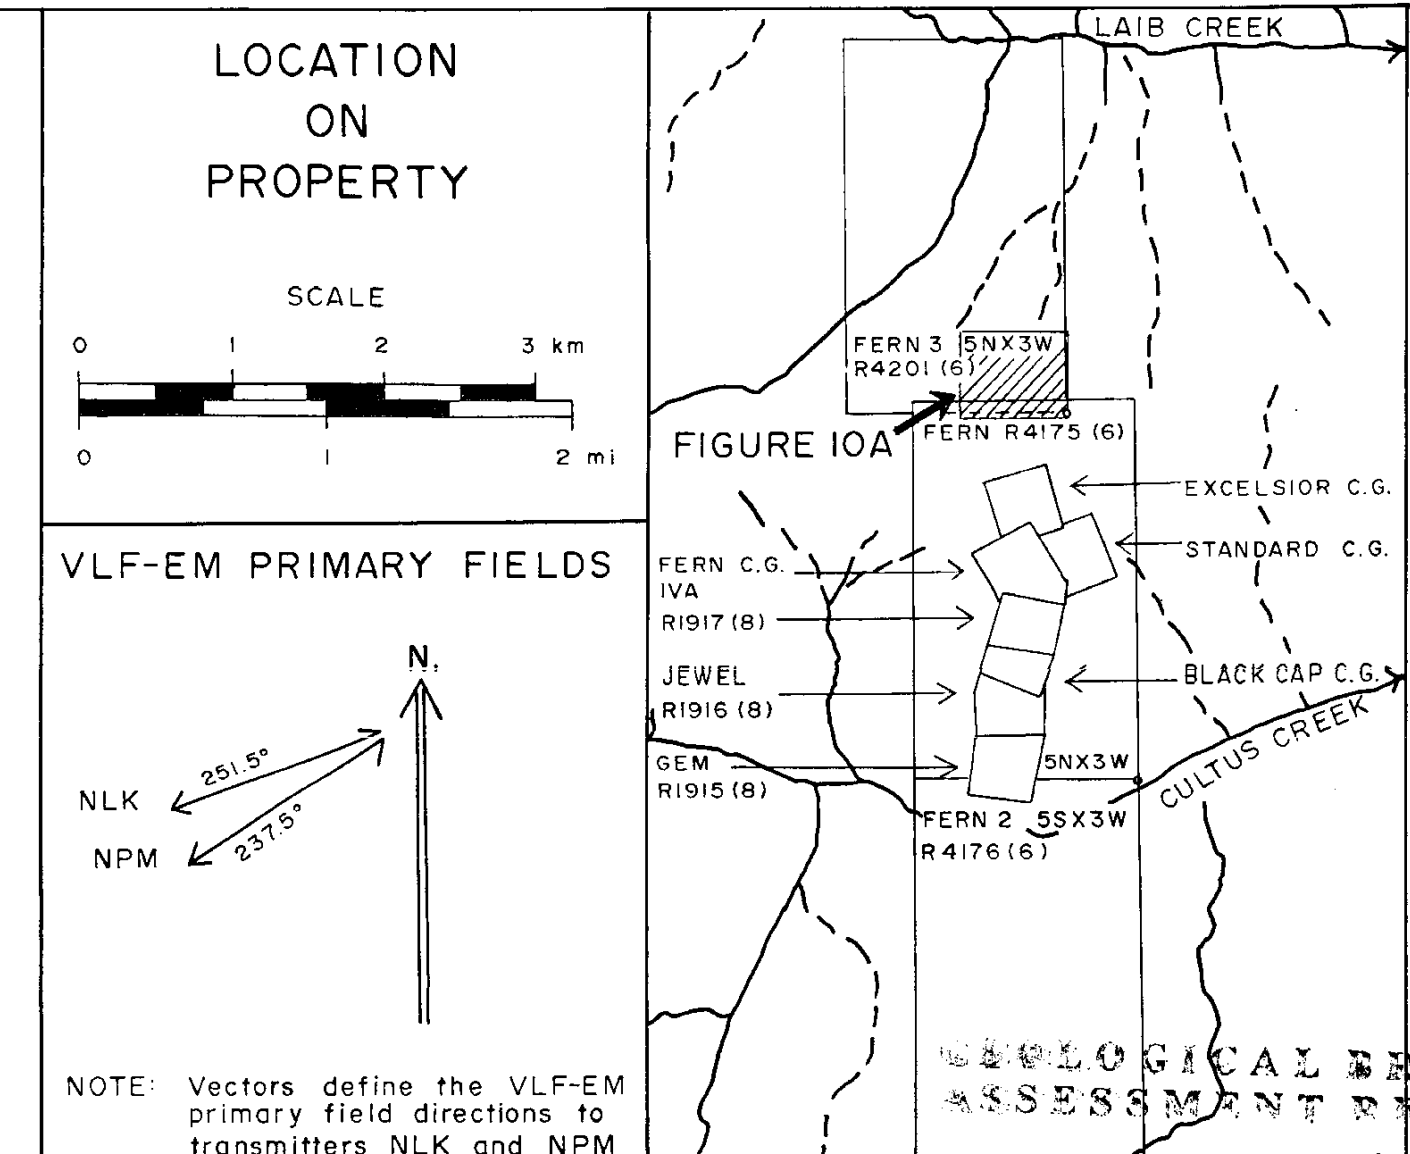 LOCATION
ON
PROPERTY
SCALE
0 1 2 3 km
0 1 2 mi
VLF-EM PRIMARY FIELDS
N.
251.5°
NLK
237.5°
NPM
NOTE: Vectors define the VLF-EM
primary field directions to
transmitters NLK and NPM
LAIB CREEK
FERN 3 5NX3W
R4201 (6)
FERN R4175 (6)
FIGURE 10A
EXCELSIOR C.G.
STANDARD C.G.
FERN C.G.
IVA
R1917 (8)
JEWEL
R1916 (8)
BLACK CAP C.G.
GEM
R1915 (8)
5NX3W
CULTUS CREEK
FERN 2 5SX3W
R4176 (6)
GEOLOGICAL
ASSESSMENT